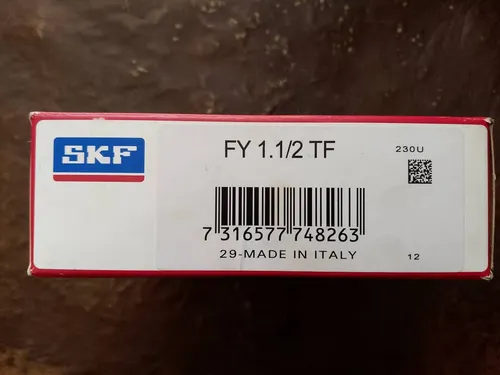 SKF
FY 1.1/2 TF
230U
7 316577 748263
29-MADE IN ITALY
12